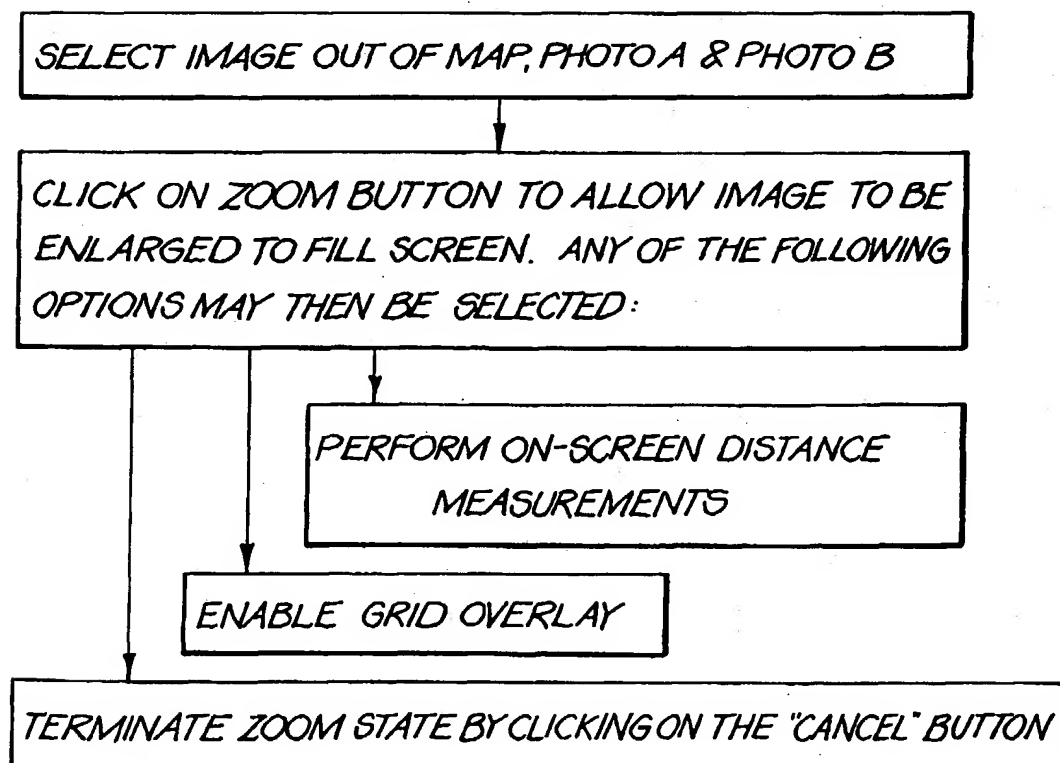 SELECT IMAGE OUT OF MAP, PHOTO A & PHOTO B
CLICK ON ZOOM BUTTON TO ALLOW IMAGE TO BE
ENLARGED TO FILL SCREEN. ANY OF THE FOLLOWING
OPTIONS MAY THEN BE SELECTED:
PERFORM ON-SCREEN DISTANCE
MEASUREMENTS
ENABLE GRID OVERLAY
TERMINATE ZOOM STATE BY CLICKING ON THE "CANCEL" BUTTON